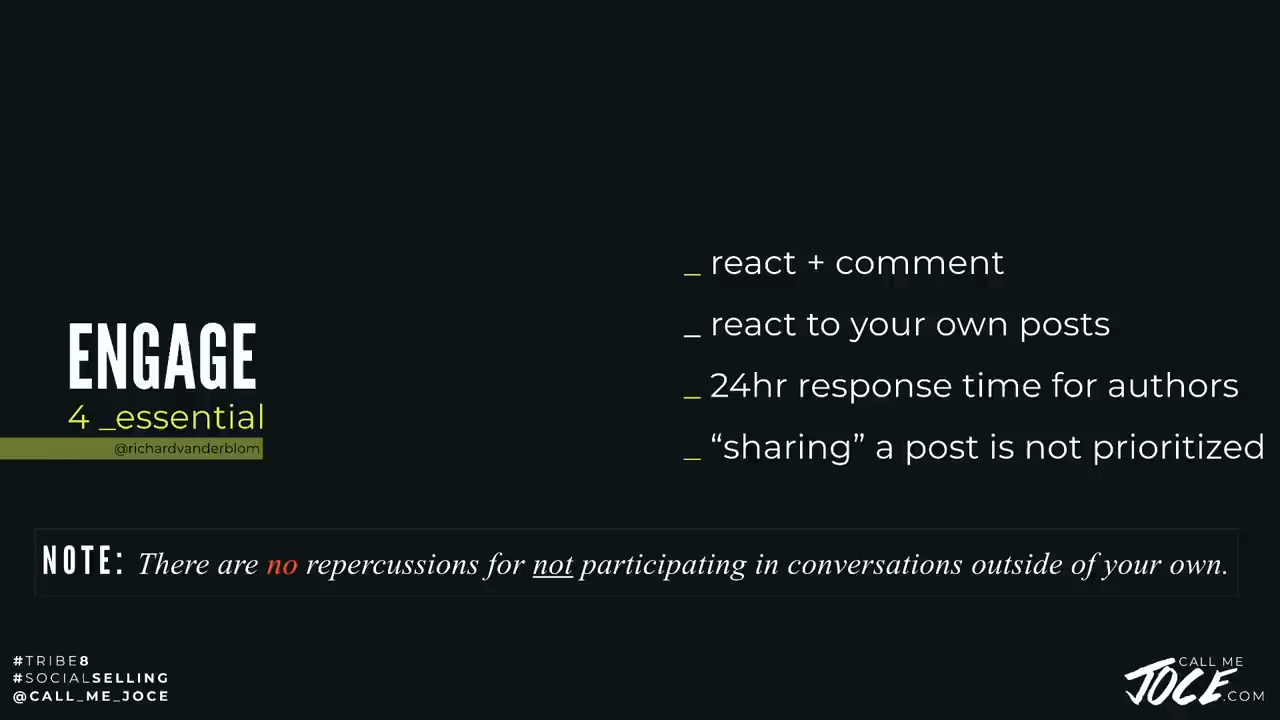 ENGAGE
4 _essential
@richardvanderblom
_ react + comment
_ react to your own posts
_ 24hr response time for authors
_ “sharing” a post is not prioritized
NOTE: There are no repercussions for not participating in conversations outside of your own.
#TRIBE8
#SOCIALSELLING
@CALL_ME_JOCE
CALL ME
JOCE.COM